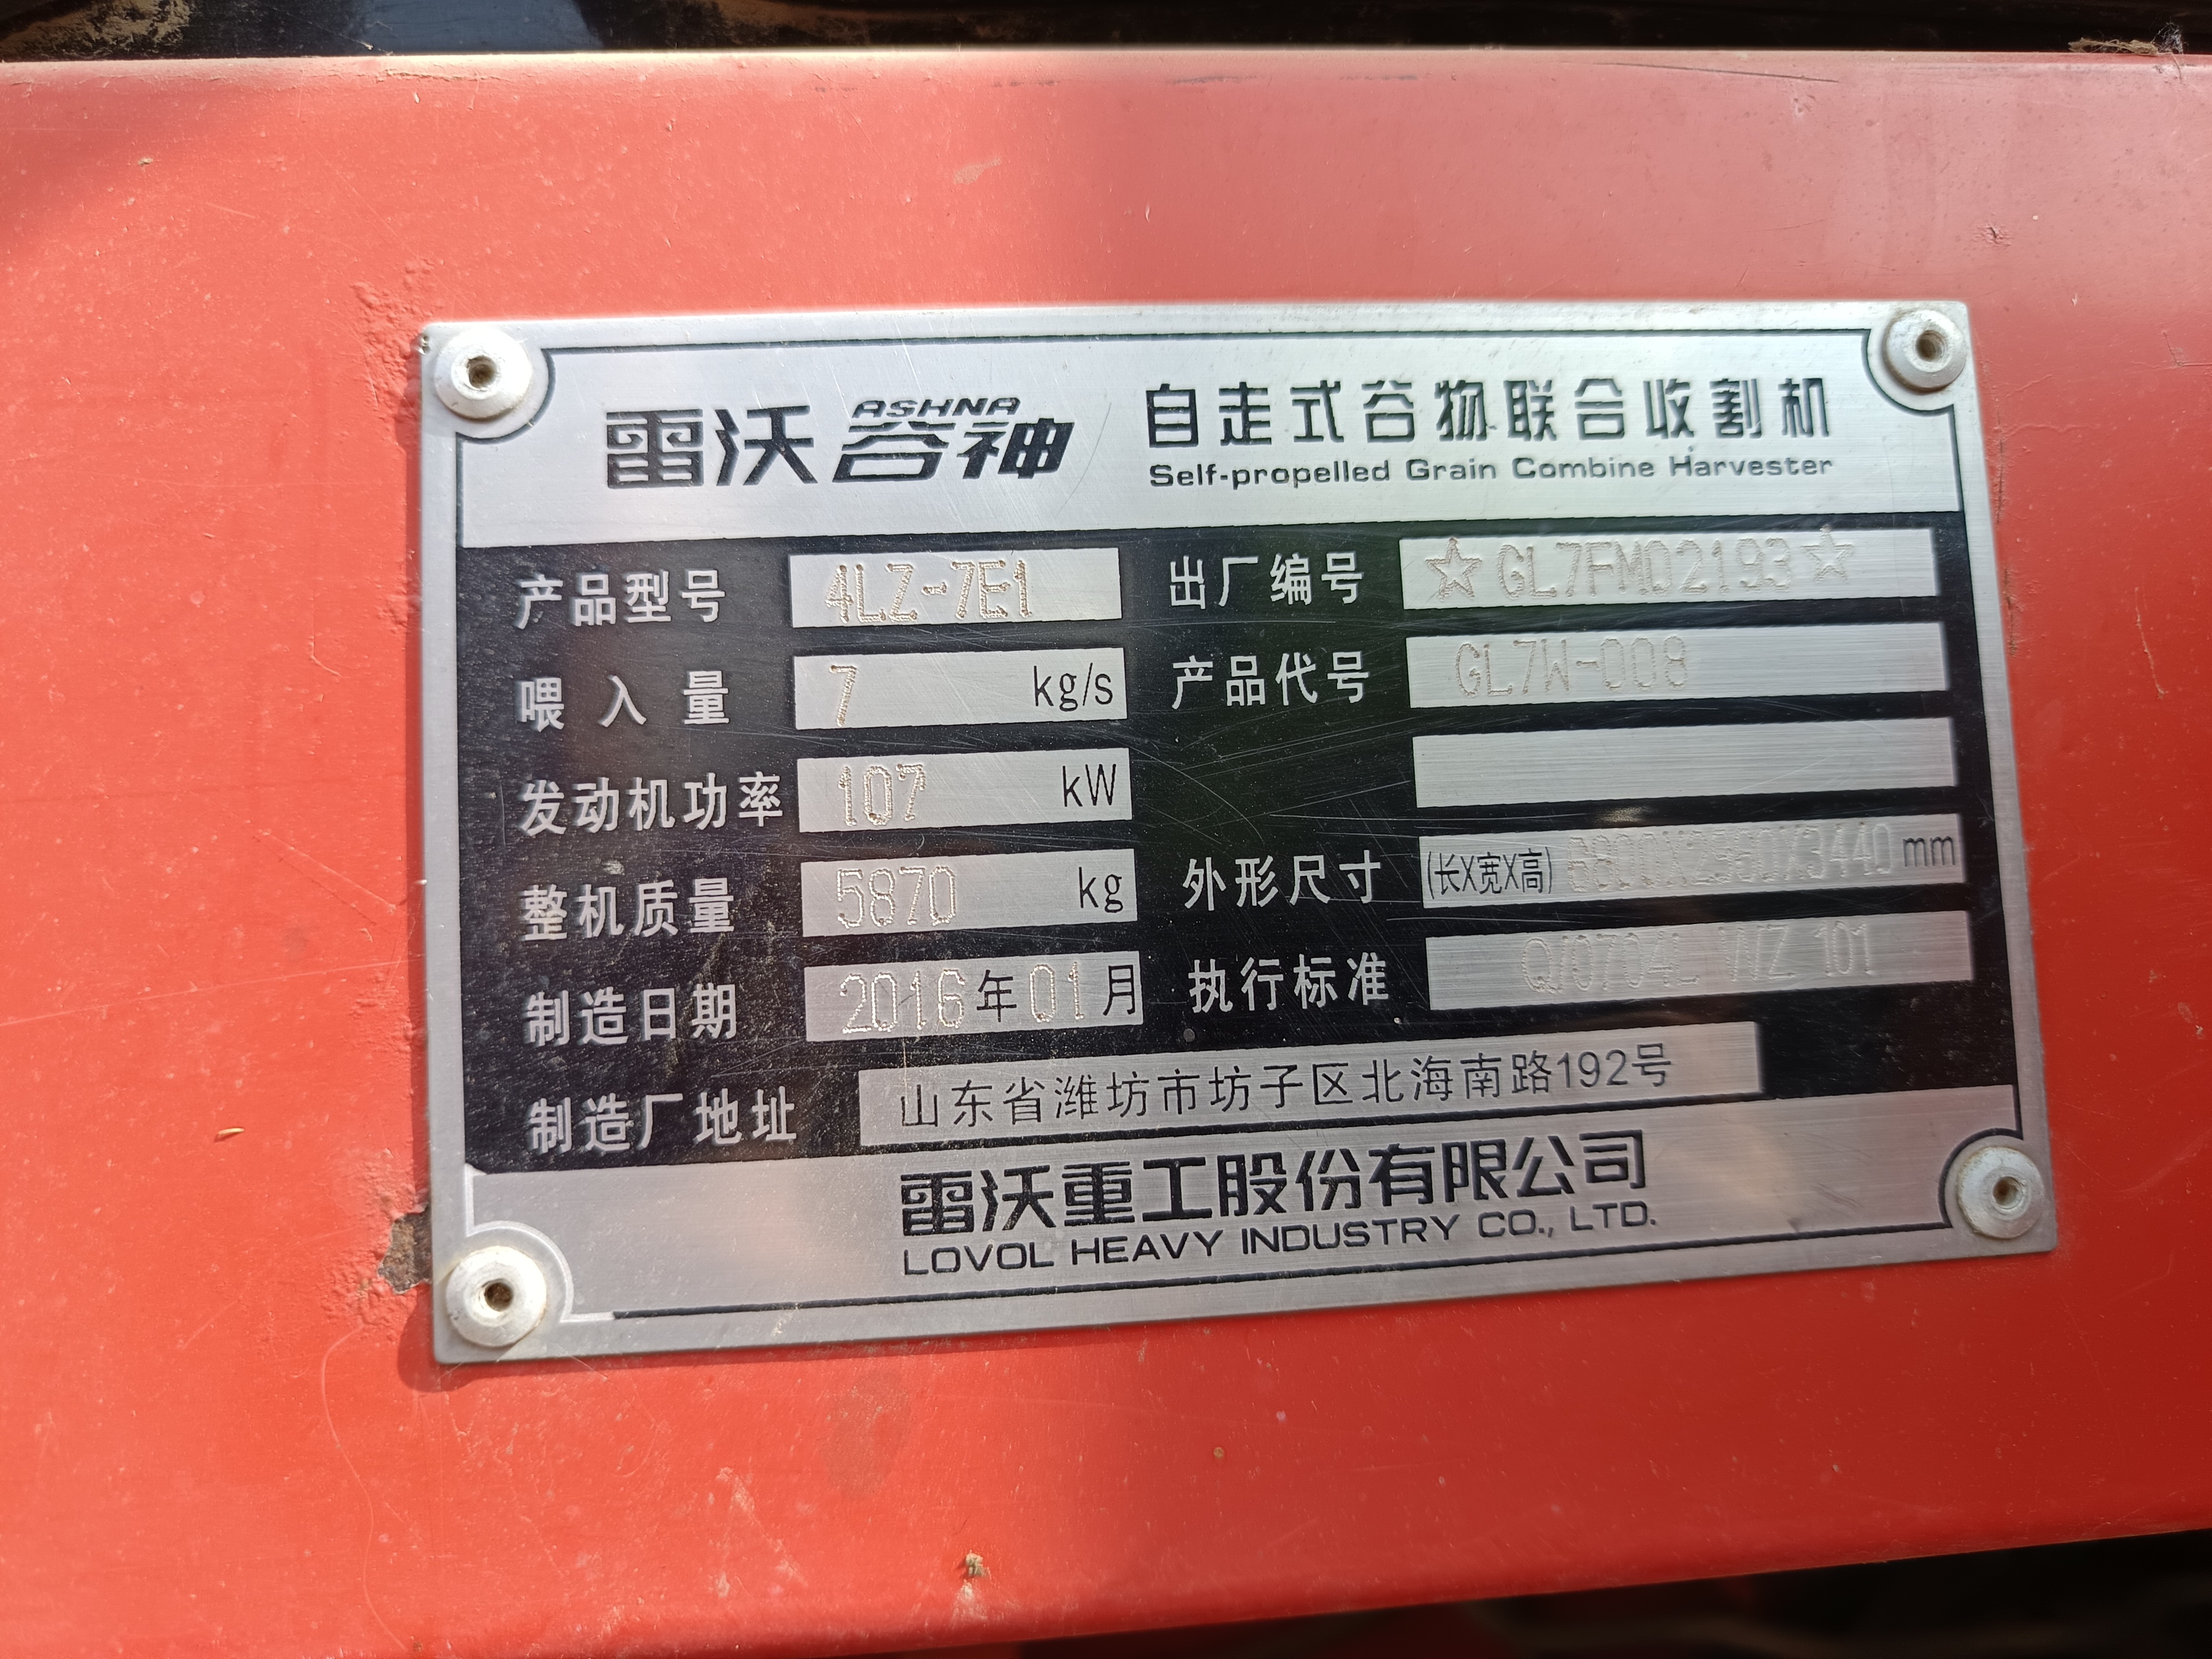 雷沃 ASHNA 谷神 自走式谷物联合收割机
Self-propelled Grain Combine Harvester
产品型号 4LZ-7E1 出厂编号 ☆GL7FM02193☆
喂入量 7 kg/s 产品代号 GL7W-008
发动机功率 107 kW
整机质量 5870 kg 外形尺寸 (长X宽X高) mm
制造日期 2016年01月 执行标准
制造厂地址 山东省潍坊市坊子区北海南路192号
雷沃重工股份有限公司
LOVOL HEAVY INDUSTRY CO., LTD.